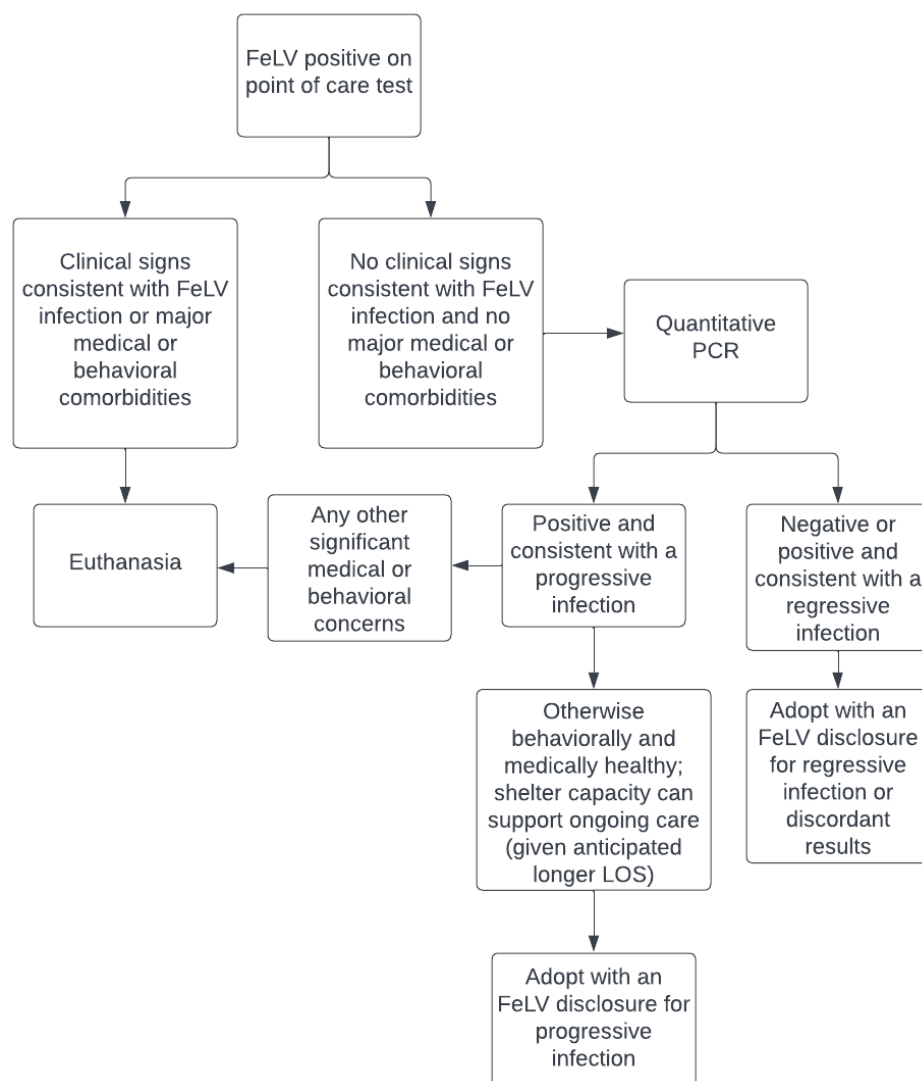 FeLV positive on
point of care test
Clinical signs
consistent with FeLV
infection or major
medical or
behavioral
comorbidities
No clinical signs
consistent with FeLV
infection and no
major medical or
behavioral
comorbidities
Quantitative
PCR
Euthanasia
Any other
significant
medical or
behavioral
concerns
Positive and
consistent with a
progressive
infection
Negative or
positive and
consistent with a
regressive
infection
Otherwise
behaviorally and
medically healthy;
shelter capacity can
support ongoing care
(given anticipated
longer LOS)
Adopt with an
FeLV disclosure
for regressive
infection or
discordant
results
Adopt with an
FeLV disclosure for
progressive
infection